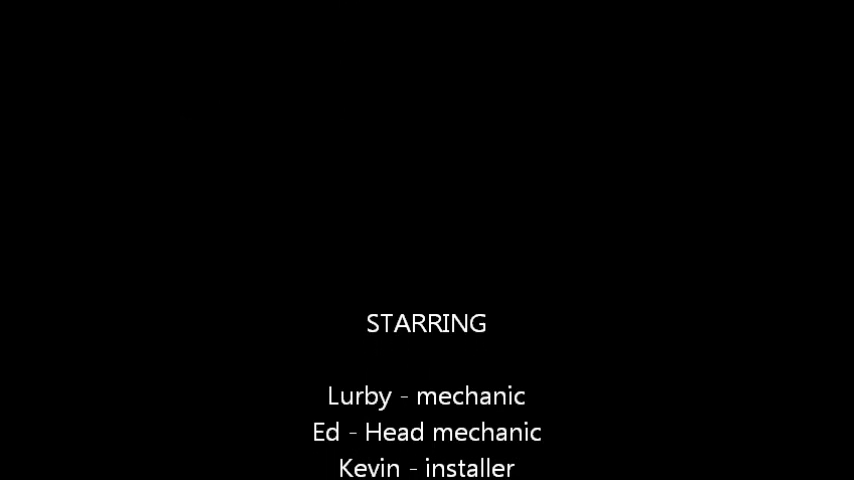 STARRING
Lurby - mechanic
Ed - Head mechanic
Kevin - installer